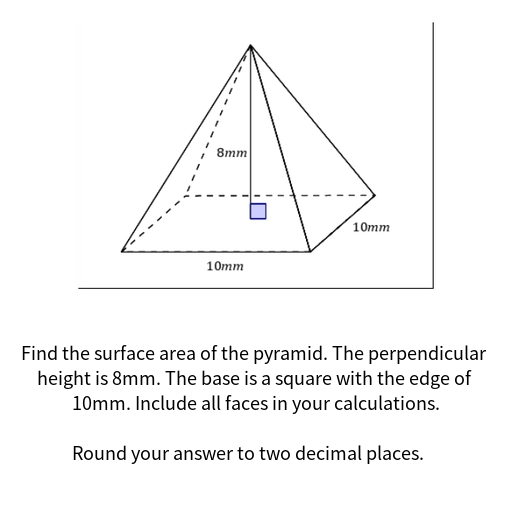 8mm
10mm
10mm
Find the surface area of the pyramid. The perpendicular
height is 8mm. The base is a square with the edge of
10mm. Include all faces in your calculations.
Round your answer to two decimal places.